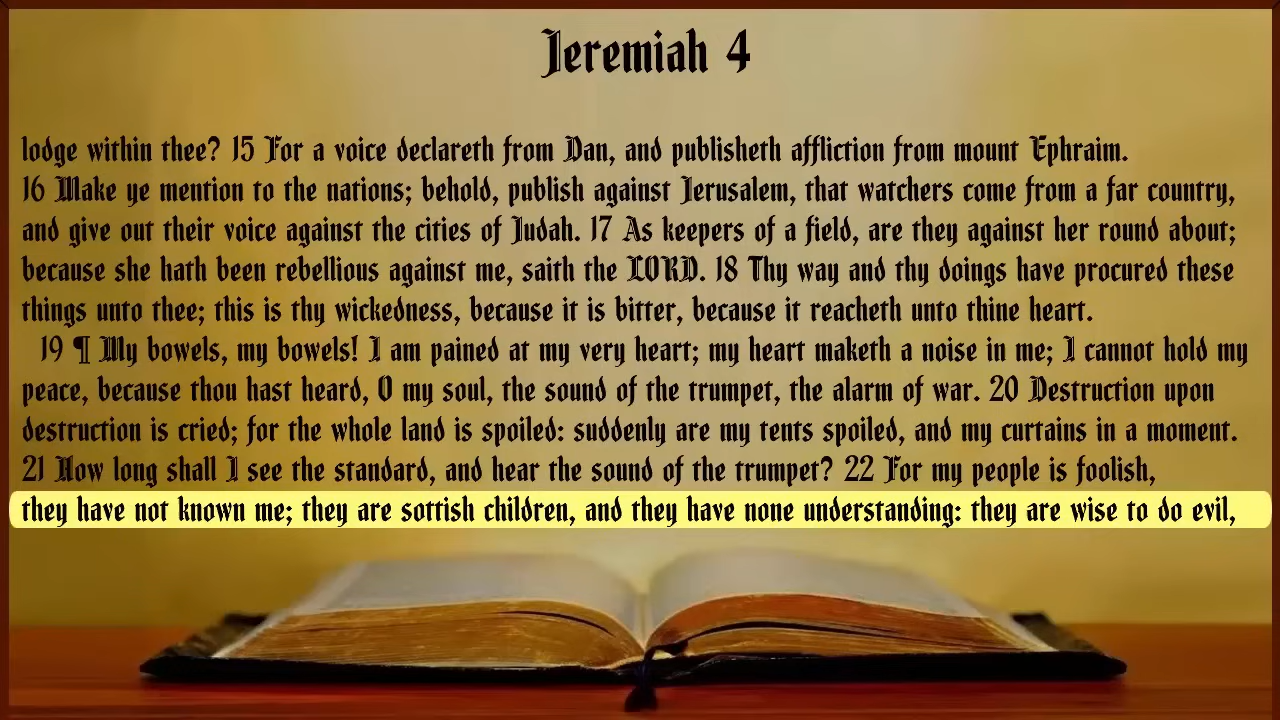 Jeremiah 4
lodge within thee? 15 For a voice declareth from Dan, and publisheth affliction from mount Ephraim.
16 Make ye mention to the nations; behold, publish against Jerusalem, that watchers come from a far country,
and give out their voice against the cities of Judah. 17 As keepers of a field, are they against her round about;
because she hath been rebellious against me, saith the LORD. 18 Thy way and thy doings have procured these
things unto thee; this is thy wickedness, because it is bitter, because it reacheth unto thine heart.
19 ¶ My bowels, my bowels! I am pained at my very heart; my heart maketh a noise in me; I cannot hold my
peace, because thou hast heard, O my soul, the sound of the trumpet, the alarm of war. 20 Destruction upon
destruction is cried; for the whole land is spoiled: suddenly are my tents spoiled, and my curtains in a moment.
21 How long shall I see the standard, and hear the sound of the trumpet? 22 For my people is foolish,
they have not known me; they are sottish children, and they have none understanding: they are wise to do evil,